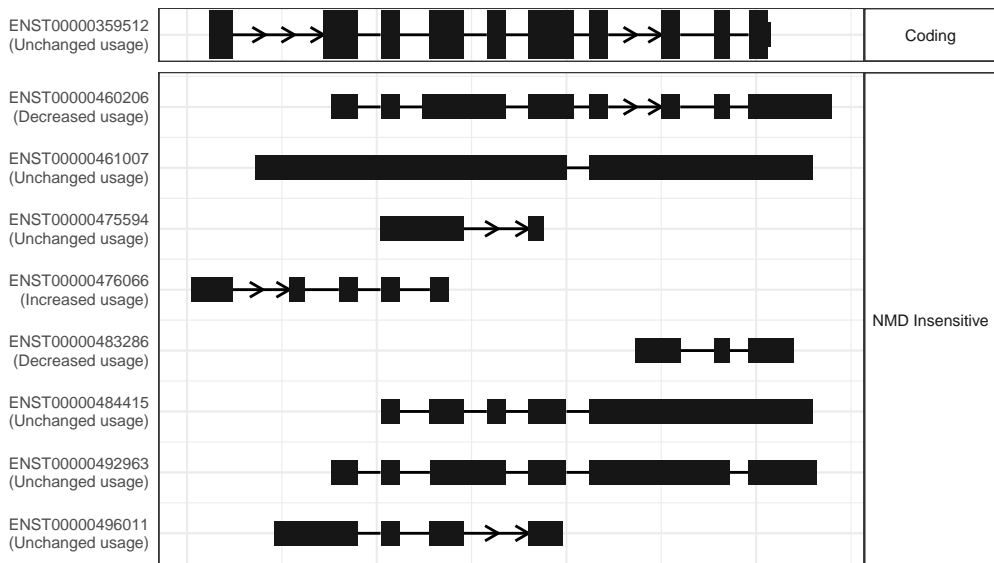 ENST00000359512
(Unchanged usage)
Coding
ENST00000460206
(Decreased usage)
ENST00000461007
(Unchanged usage)
ENST00000475594
(Unchanged usage)
ENST00000476066
(Increased usage)
NMD Insensitive
ENST00000483286
(Decreased usage)
ENST00000484415
(Unchanged usage)
ENST00000492963
(Unchanged usage)
ENST00000496011
(Unchanged usage)